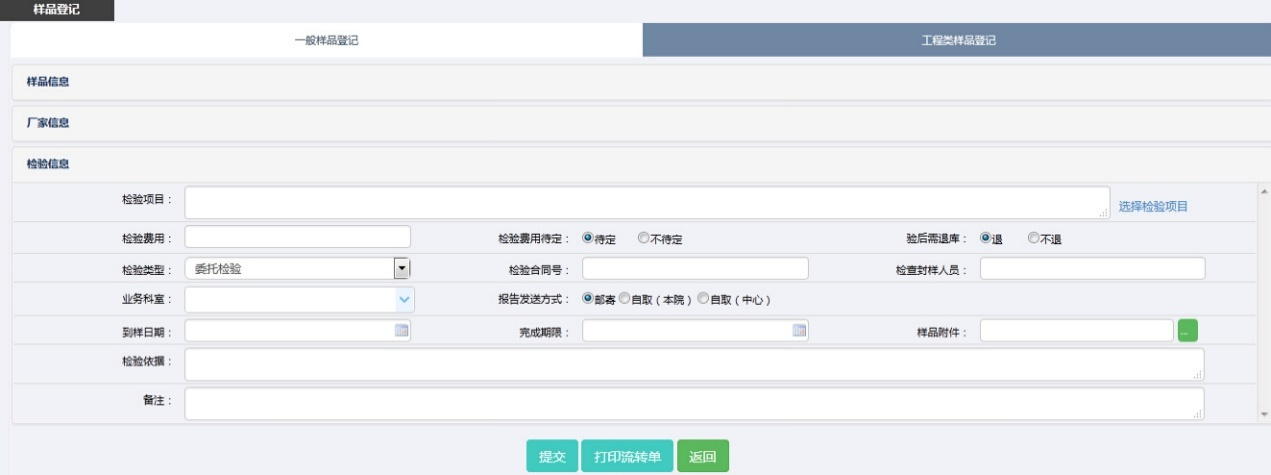 样品登记
一般样品登记 工程类样品登记
样品信息
厂家信息
检验信息
检验项目： 选择检验项目
检验费用： 检验费用待定： 待定 不待定 验后需退库： 退 不退
检验类型： 委托检验 检验合同号： 检查封样人员：
业务科室： 报告发送方式： 邮寄 自取（本院） 自取（中心）
到样日期： 完成期限： 样品附件： ...
检验依据：
备注：
提交 打印流转单 返回